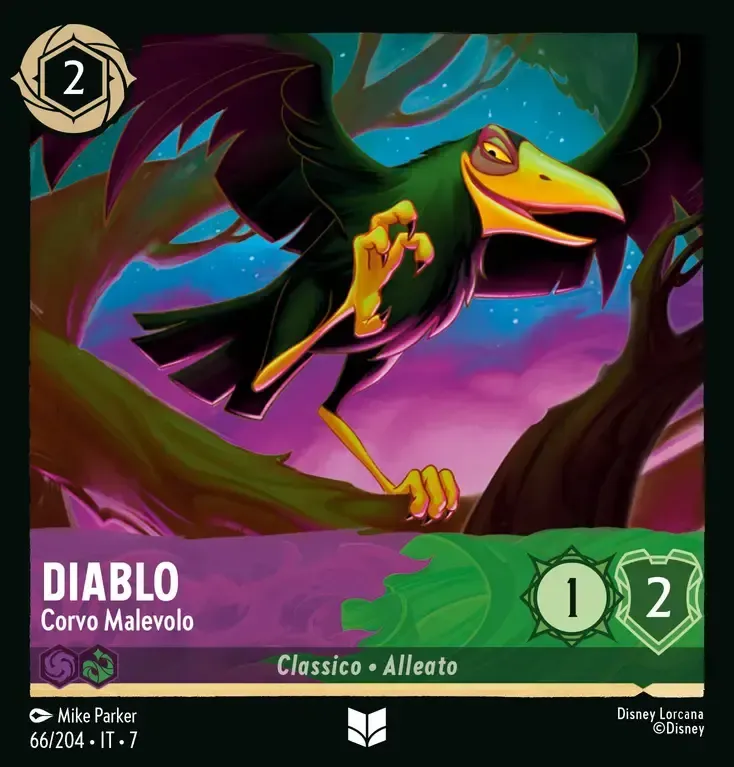 2
DIABLO
Corvo Malevolo
1
2
Classico • Alleato
Mike Parker
66/204 • IT • 7
Disney Lorcana
©Disney